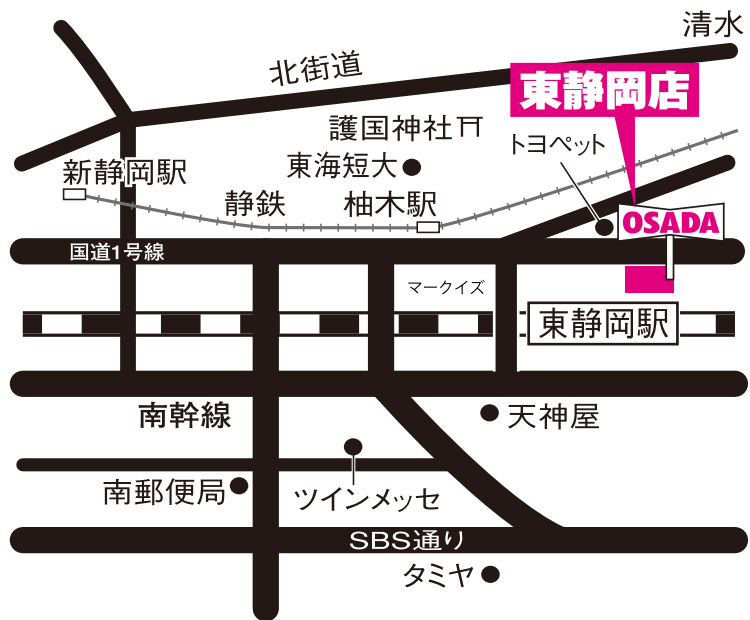 清水
北街道
東静岡店
護国神社
トヨペット
東海短大
新静岡駅
静鉄
柚木駅
OSADA
国道1号線
マークイズ
東静岡駅
南幹線
天神屋
南郵便局
ツインメッセ
SBS通り
タミヤ